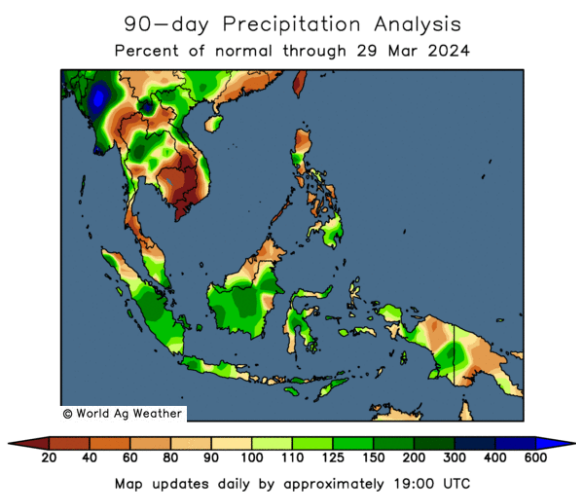 90-day Precipitation Analysis
Percent of normal through 29 Mar 2024
© World Ag Weather
20 40 60 80 90 100 110 125 150 200 300 400 600
Map updates daily by approximately 19:00 UTC